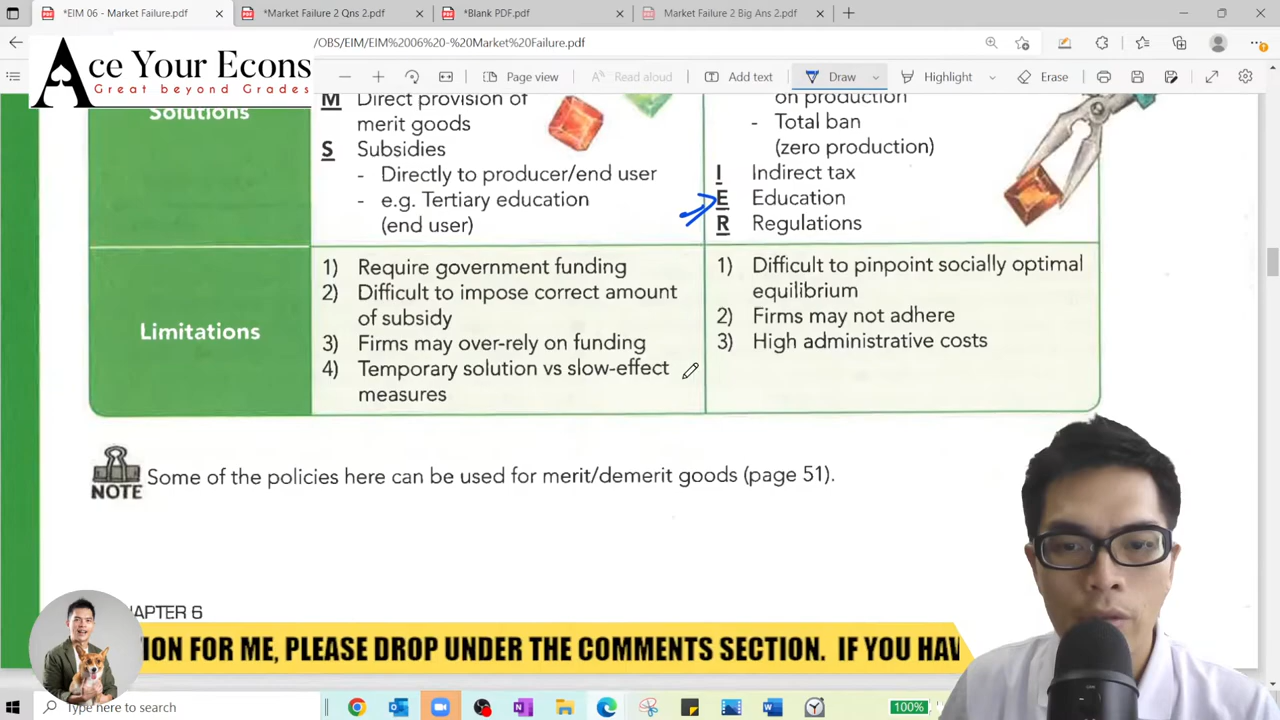 *EIM 06 - Market Failure.pdf
*Market Failure 2 Qns 2.pdf
*Blank PDF.pdf
Market Failure 2 Big Ans 2.pdf
/OBS/EIM/EIM%2006%20-%20Market%20Failure.pdf
Ace Your Econs
Great beyond Grades
Page view
Read aloud
Add text
Draw
Highlight
Erase
Solutions
M Direct provision of
merit goods
S Subsidies
- Directly to producer/end user
- e.g. Tertiary education
(end user)
on production
- Total ban
(zero production)
I Indirect tax
E Education
R Regulations
Limitations
1) Require government funding
2) Difficult to impose correct amount
of subsidy
3) Firms may over-rely on funding
4) Temporary solution vs slow-effect
measures
1) Difficult to pinpoint socially optimal
equilibrium
2) Firms may not adhere
3) High administrative costs
NOTE
Some of the policies here can be used for merit/demerit goods (page 51).
HAPTER 6
ION FOR ME, PLEASE DROP UNDER THE COMMENTS SECTION. IF YOU HAV
Type here to search
100%